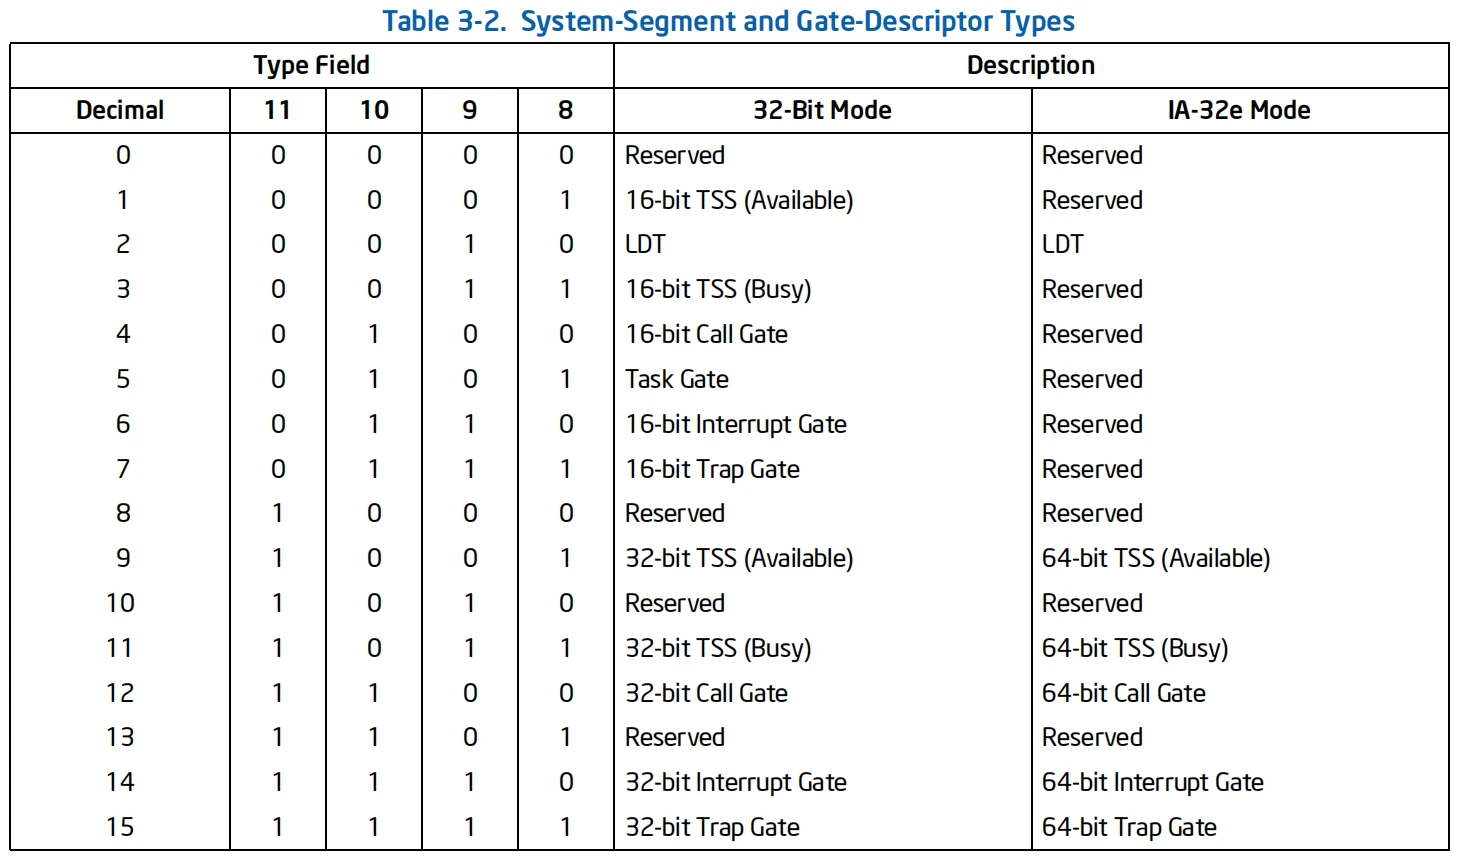 Table 3-2. System-Segment and Gate-Descriptor Types
Type Field Description
Decimal 11 10 9 8 32-Bit Mode IA-32e Mode
0 0 0 0 0 Reserved Reserved
1 0 0 0 1 16-bit TSS (Available) Reserved
2 0 0 1 0 LDT LDT
3 0 0 1 1 16-bit TSS (Busy) Reserved
4 0 1 0 0 16-bit Call Gate Reserved
5 0 1 0 1 Task Gate Reserved
6 0 1 1 0 16-bit Interrupt Gate Reserved
7 0 1 1 1 16-bit Trap Gate Reserved
8 1 0 0 0 Reserved Reserved
9 1 0 0 1 32-bit TSS (Available) 64-bit TSS (Available)
10 1 0 1 0 Reserved Reserved
11 1 0 1 1 32-bit TSS (Busy) 64-bit TSS (Busy)
12 1 1 0 0 32-bit Call Gate 64-bit Call Gate
13 1 1 0 1 Reserved Reserved
14 1 1 1 0 32-bit Interrupt Gate 64-bit Interrupt Gate
15 1 1 1 1 32-bit Trap Gate 64-bit Trap Gate